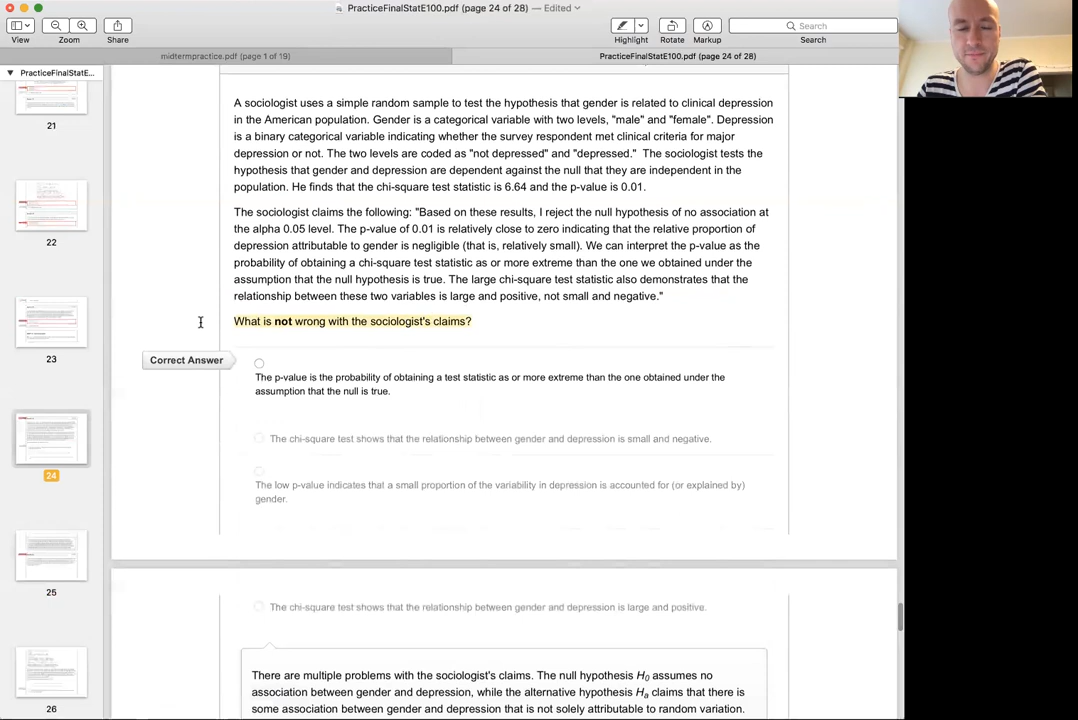 PracticeFinalStatE100.pdf (page 24 of 28) — Edited
View
Zoom
Share
Highlight
Rotate
Markup
Search
Search
midtermpractice.pdf (page 1 of 19)
PracticeFinalStatE100.pdf (page 24 of 28)
PracticeFinalStatE...
21
22
23
24
25
26
A sociologist uses a simple random sample to test the hypothesis that gender is related to clinical depression
in the American population. Gender is a categorical variable with two levels, "male" and "female". Depression
is a binary categorical variable indicating whether the survey respondent met clinical criteria for major
depression or not. The two levels are coded as "not depressed" and "depressed." The sociologist tests the
hypothesis that gender and depression are dependent against the null that they are independent in the
population. He finds that the chi-square test statistic is 6.64 and the p-value is 0.01.
The sociologist claims the following: "Based on these results, I reject the null hypothesis of no association at
the alpha 0.05 level. The p-value of 0.01 is relatively close to zero indicating that the relative proportion of
depression attributable to gender is negligible (that is, relatively small). We can interpret the p-value as the
probability of obtaining a chi-square test statistic as or more extreme than the one we obtained under the
assumption that the null hypothesis is true. The large chi-square test statistic also demonstrates that the
relationship between these two variables is large and positive, not small and negative."
What is not wrong with the sociologist's claims?
Correct Answer
The p-value is the probability of obtaining a test statistic as or more extreme than the one obtained under the
assumption that the null is true.
The chi-square test shows that the relationship between gender and depression is small and negative.
The low p-value indicates that a small proportion of the variability in depression is accounted for (or explained by)
gender.
The chi-square test shows that the relationship between gender and depression is large and positive.
There are multiple problems with the sociologist's claims. The null hypothesis H0 assumes no
association between gender and depression, while the alternative hypothesis Ha claims that there is
some association between gender and depression that is not solely attributable to random variation.